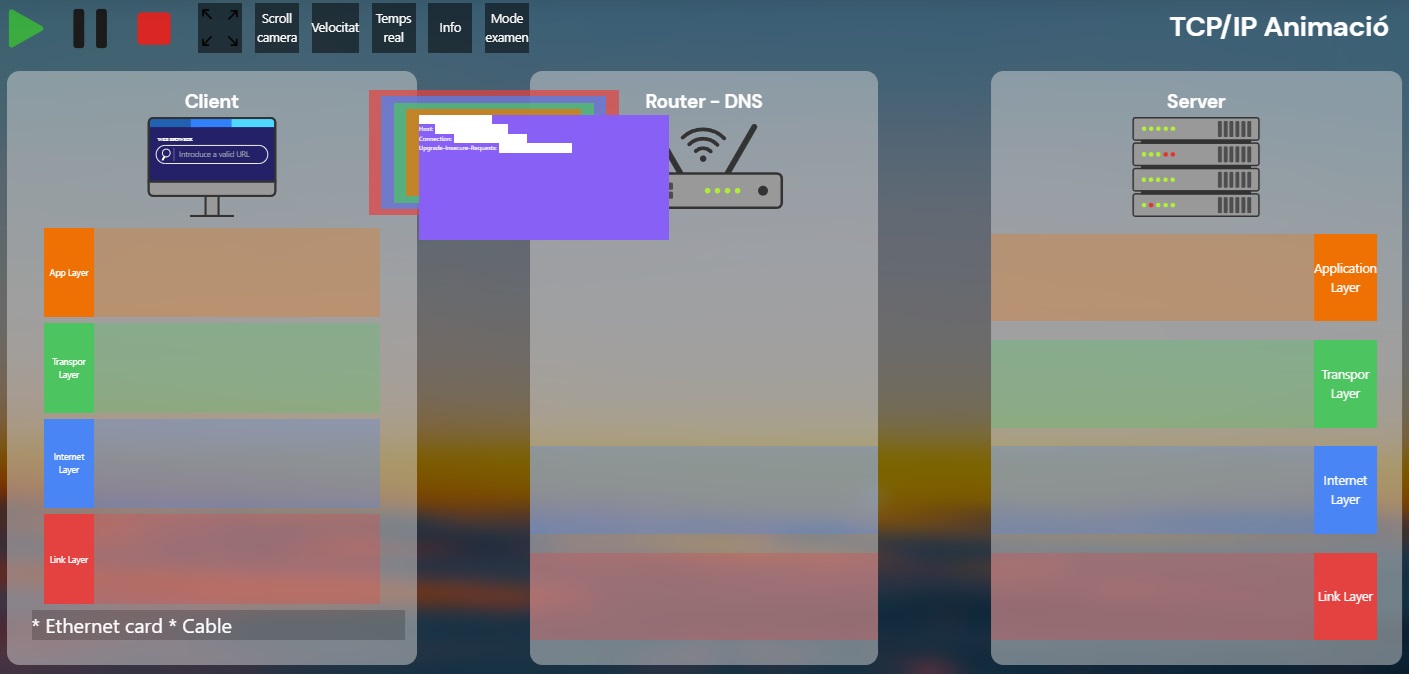 Scroll
camera
Velocitat
Temps
real
Info
Mode
examen
TCP/IP Animació
Client
WEB BROWSER
Introduce a valid URL
App Layer
Transpor
Layer
Internet
Layer
Link Layer
* Ethernet card * Cable
Router - DNS
Host:
Connection:
Upgrade-Insecure-Requests:
Server
Application
Layer
Transpor
Layer
Internet
Layer
Link Layer